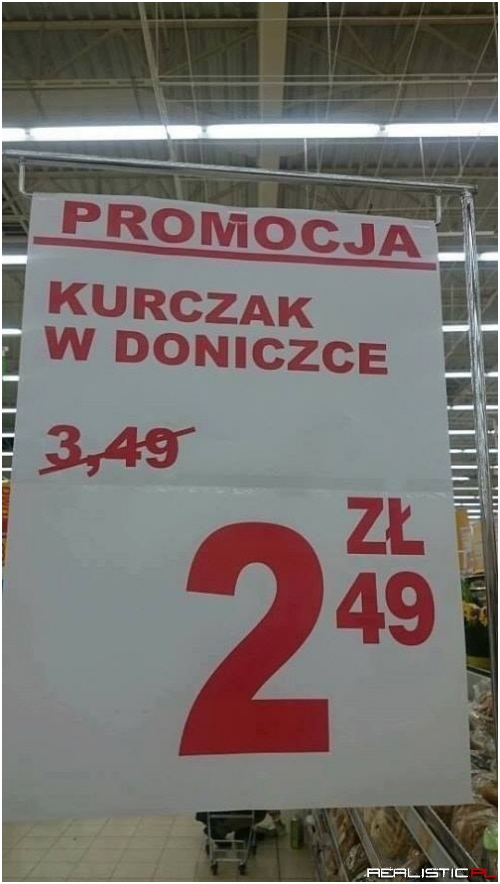 PROMOCJA
KURCZAK
W DONICZCE
3,49
2
ZŁ
49
REALISTIC.PL